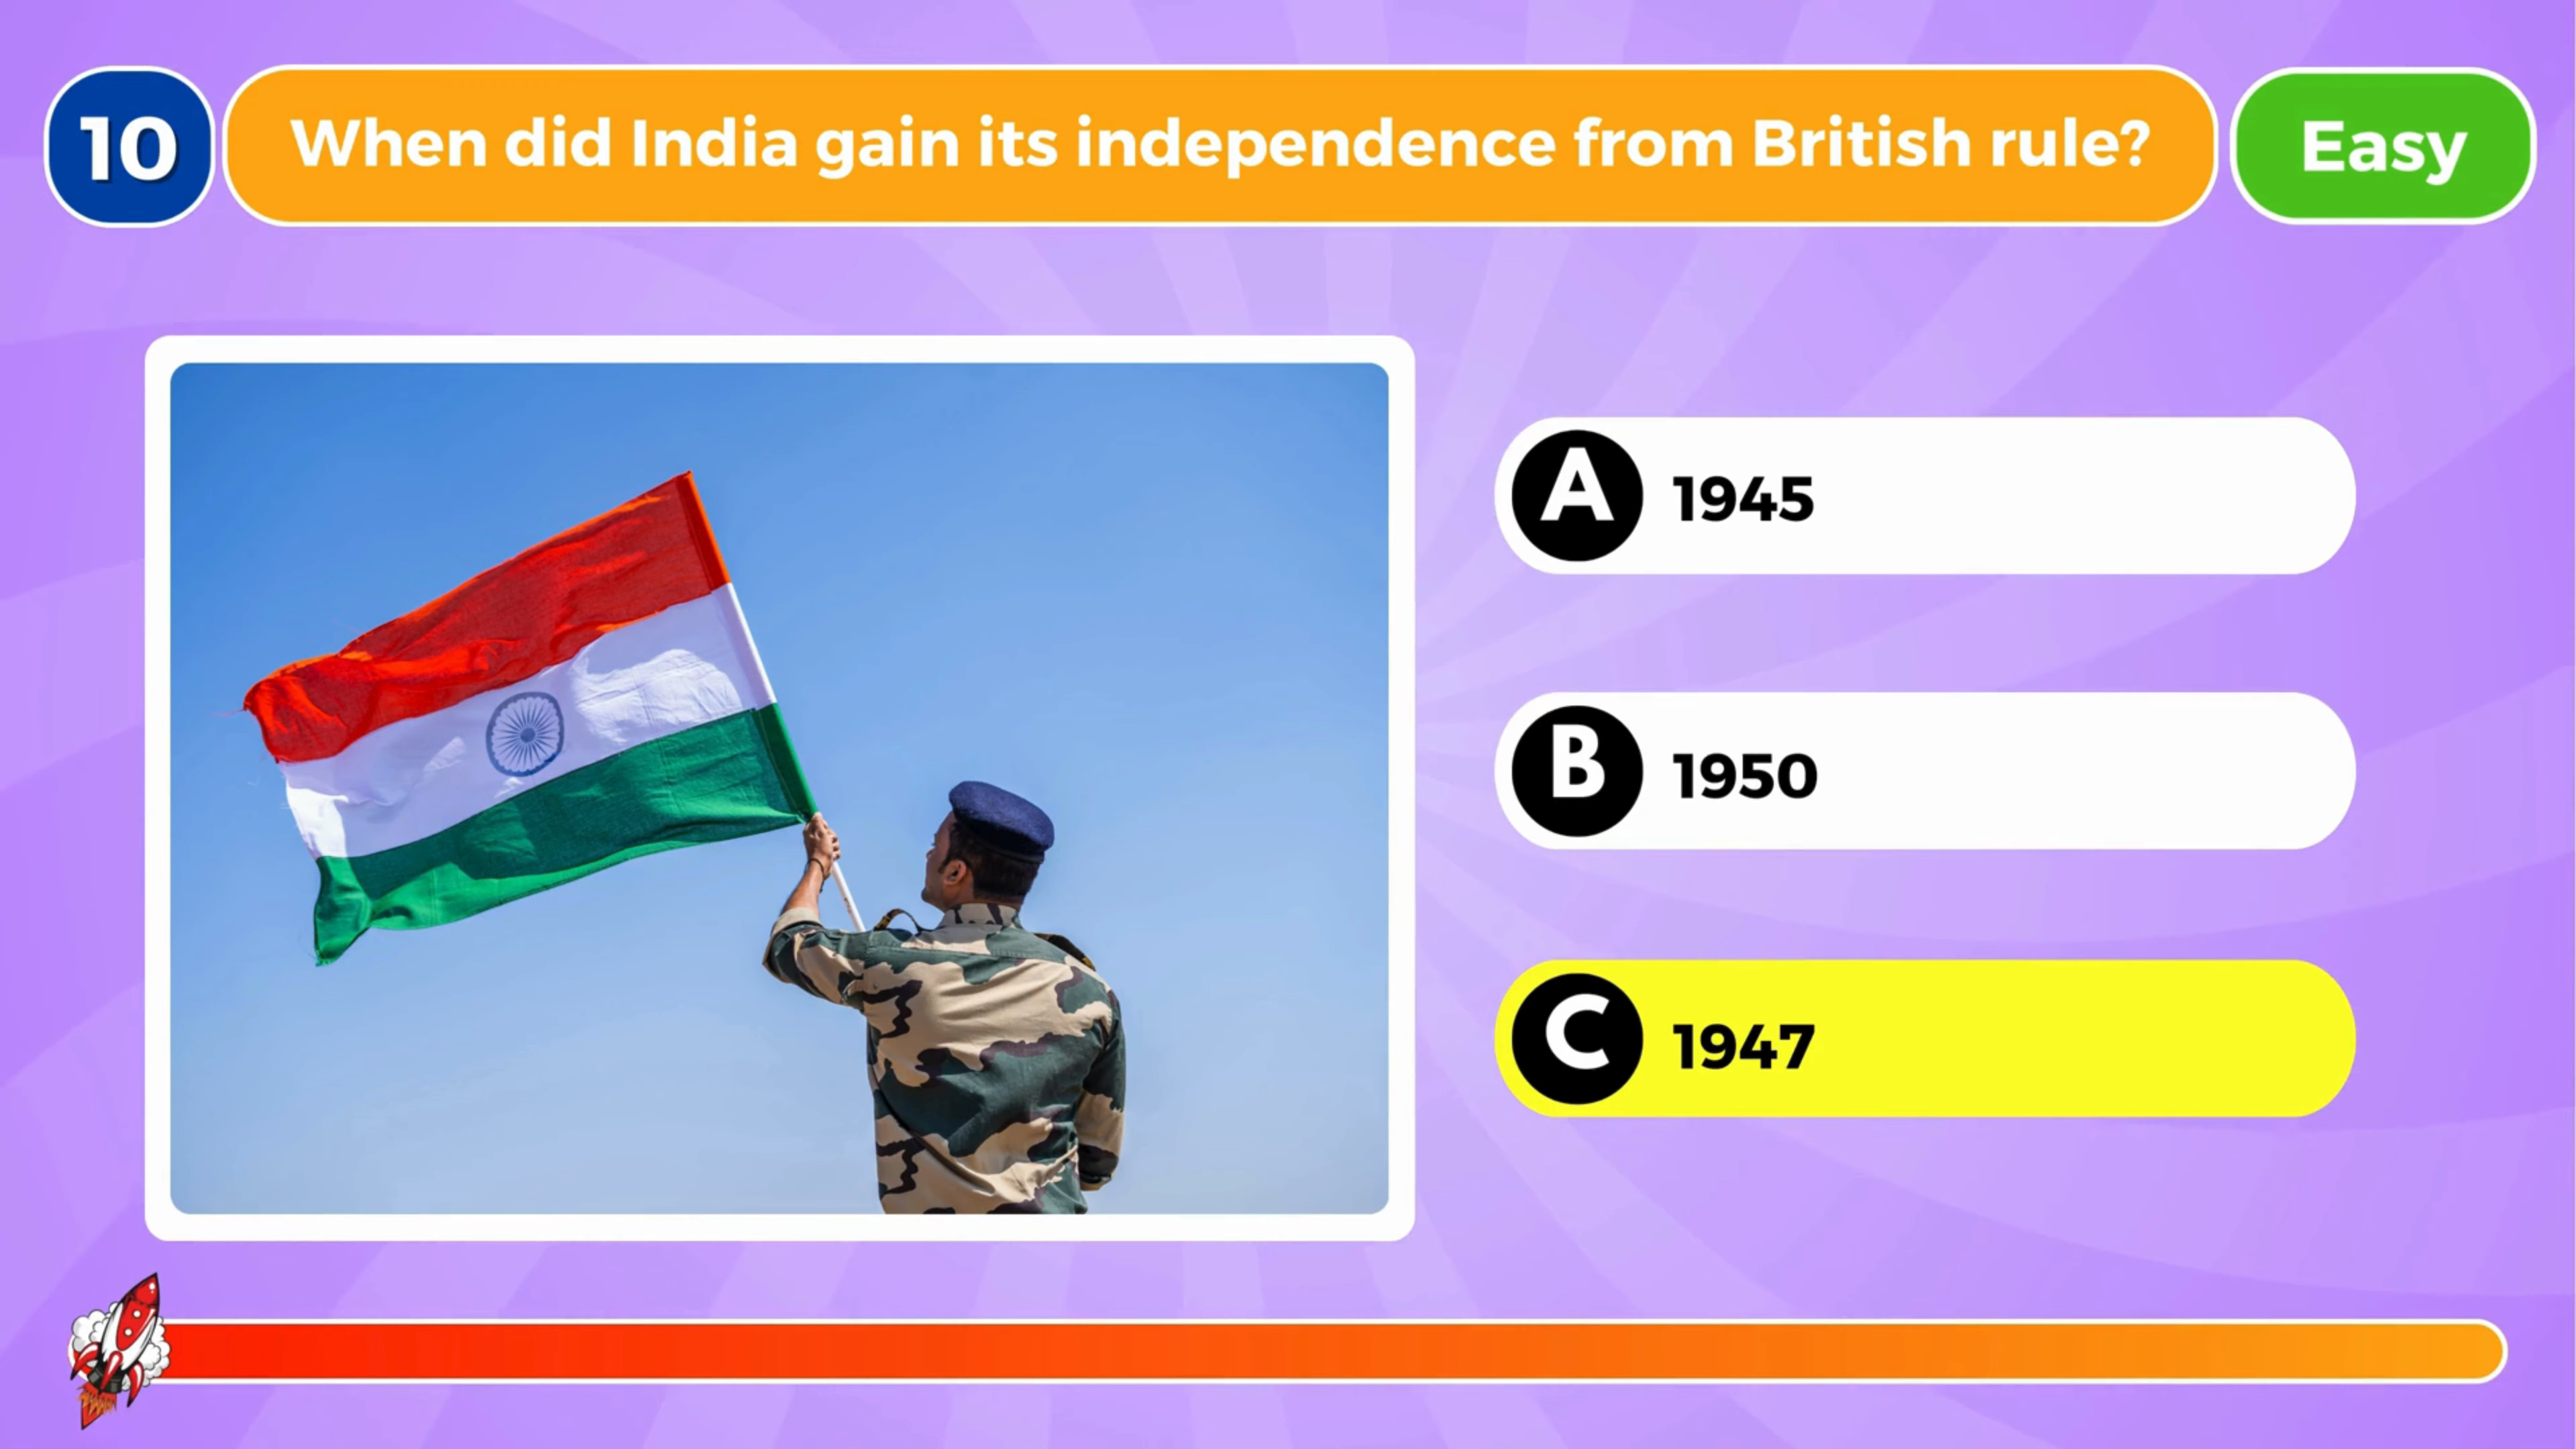 10
When did India gain its independence from British rule?
Easy
A
1945
B
1950
C
1947